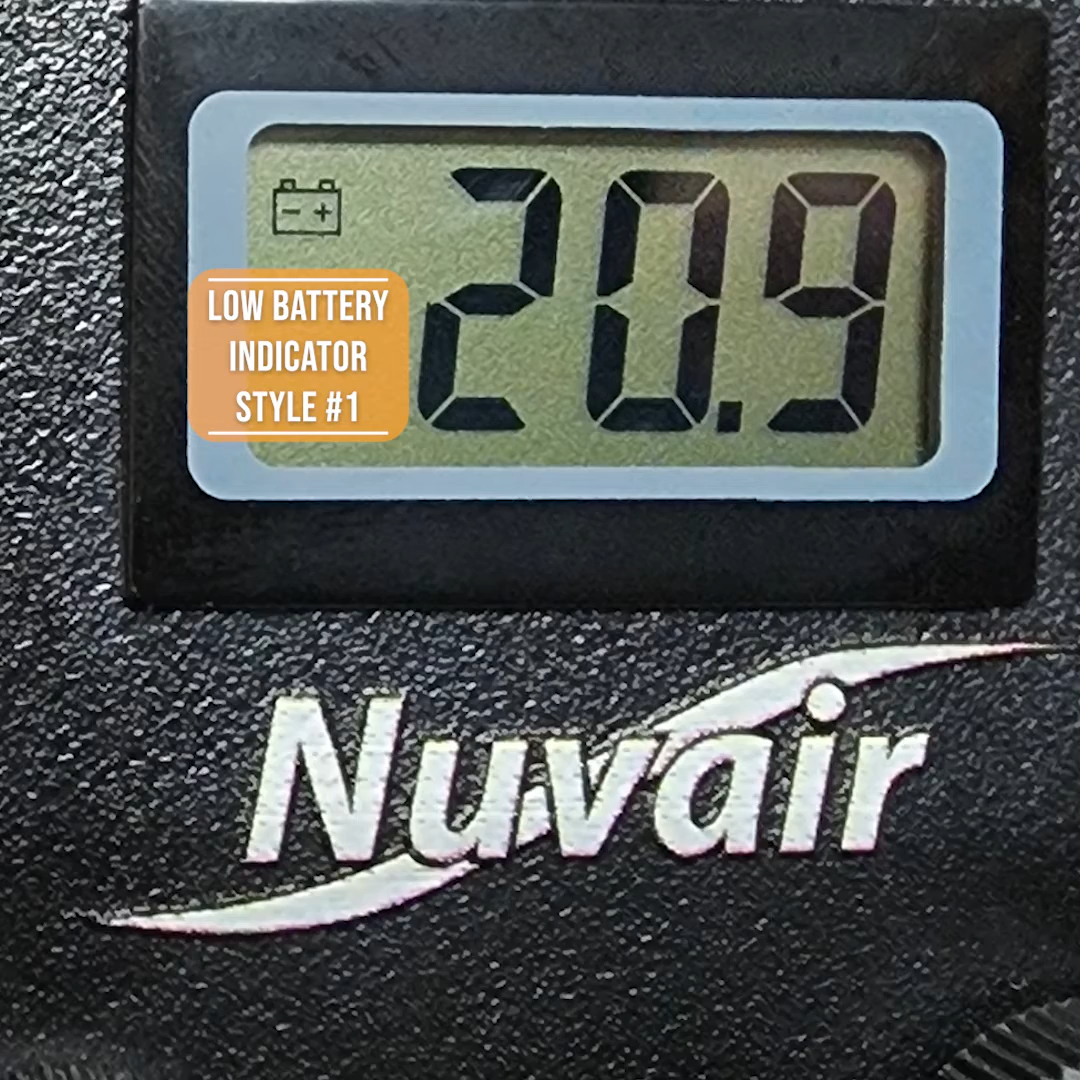 - +
20.9
LOW BATTERY
INDICATOR
STYLE #1
Nuvair